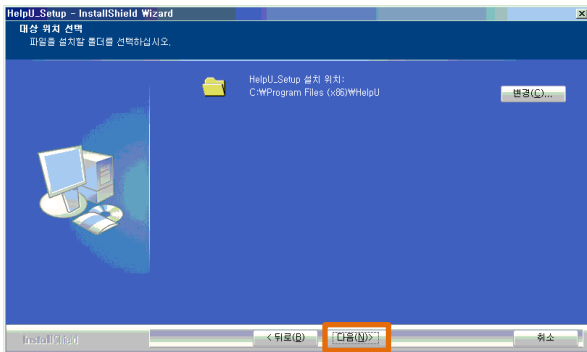 HelpU_Setup - InstallShield Wizard
대상 위치 선택
파일을 설치할 폴더를 선택하십시오.
HelpU_Setup 설치 위치:
C:₩Program Files (x86)₩HelpU
변경(C)...
InstallShield
< 뒤로(B)
다음(N)>
취소